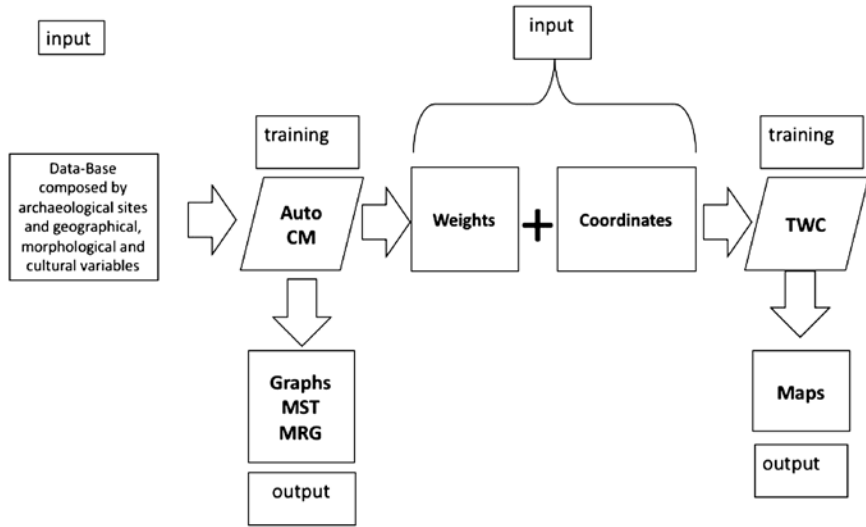 input
input
training
training
Data-Base
composed by
archaeological sites
and geographical,
morphological and
cultural variables
Auto
CM
Weights
+
Coordinates
TWC
Graphs
MST
MRG
Maps
output
output